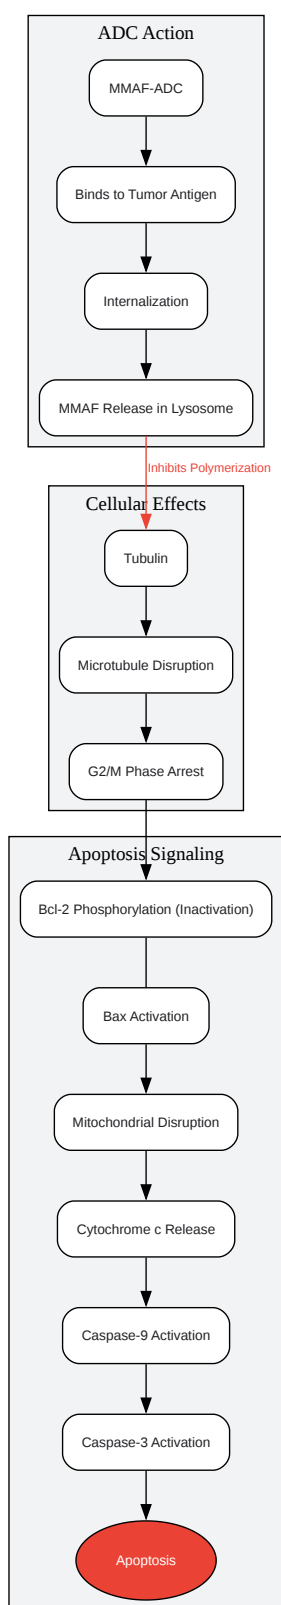 ADC Action
MMAF-ADC
Binds to Tumor Antigen
Internalization
MMAF Release in Lysosome
Inhibits Polymerization
Cellular Effects
Tubulin
Microtubule Disruption
G2/M Phase Arrest
Apoptosis Signaling
Bcl-2 Phosphorylation (Inactivation)
Bax Activation
Mitochondrial Disruption
Cytochrome c Release
Caspase-9 Activation
Caspase-3 Activation
Apoptosis